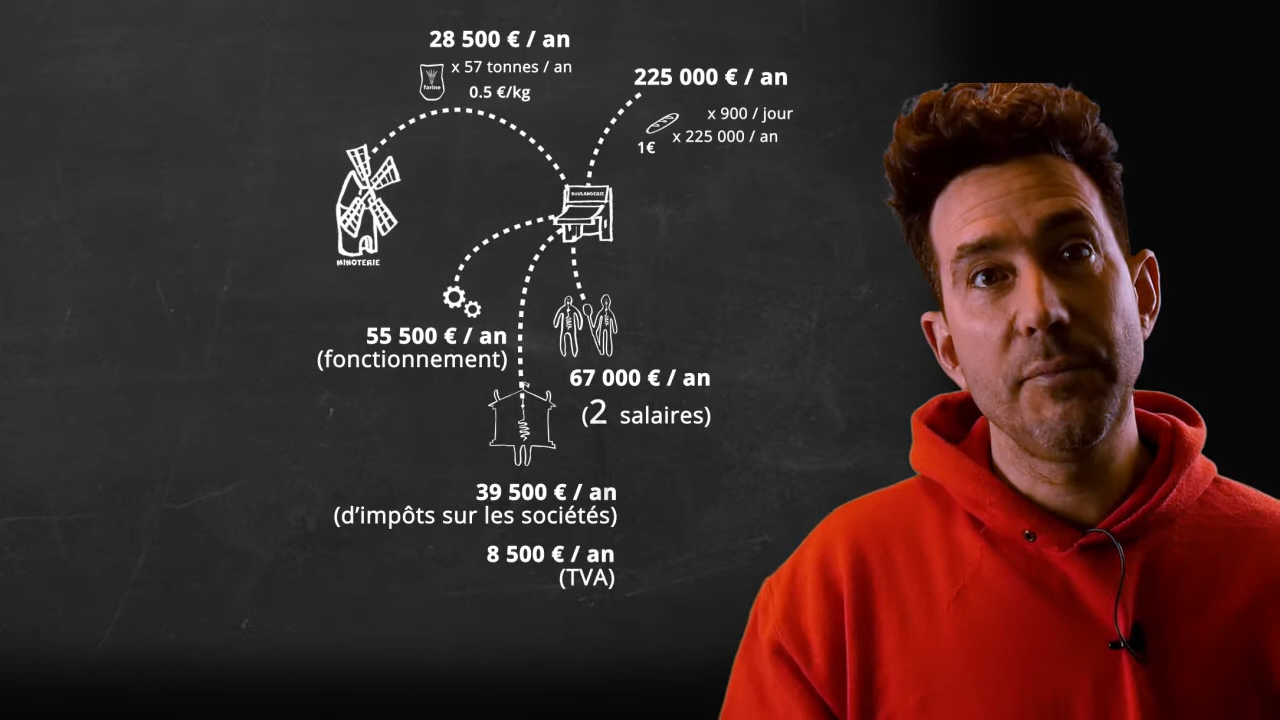 28 500 € / an
farine
x 57 tonnes / an
0.5 €/kg
225 000 € / an
x 900 / jour
1€
x 225 000 / an
BOULANGERIE
MINOTERIE
55 500 € / an
(fonctionnement)
67 000 € / an
(2 salaires)
39 500 € / an
(d'impôts sur les sociétés)
8 500 € / an
(TVA)